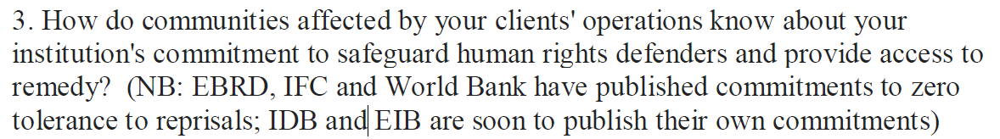 3. How do communities affected by your clients' operations know about your
institution's commitment to safeguard human rights defenders and provide access to
remedy?  (NB: EBRD, IFC and World Bank have published commitments to zero
tolerance to reprisals; IDB and EIB are soon to publish their own commitments)